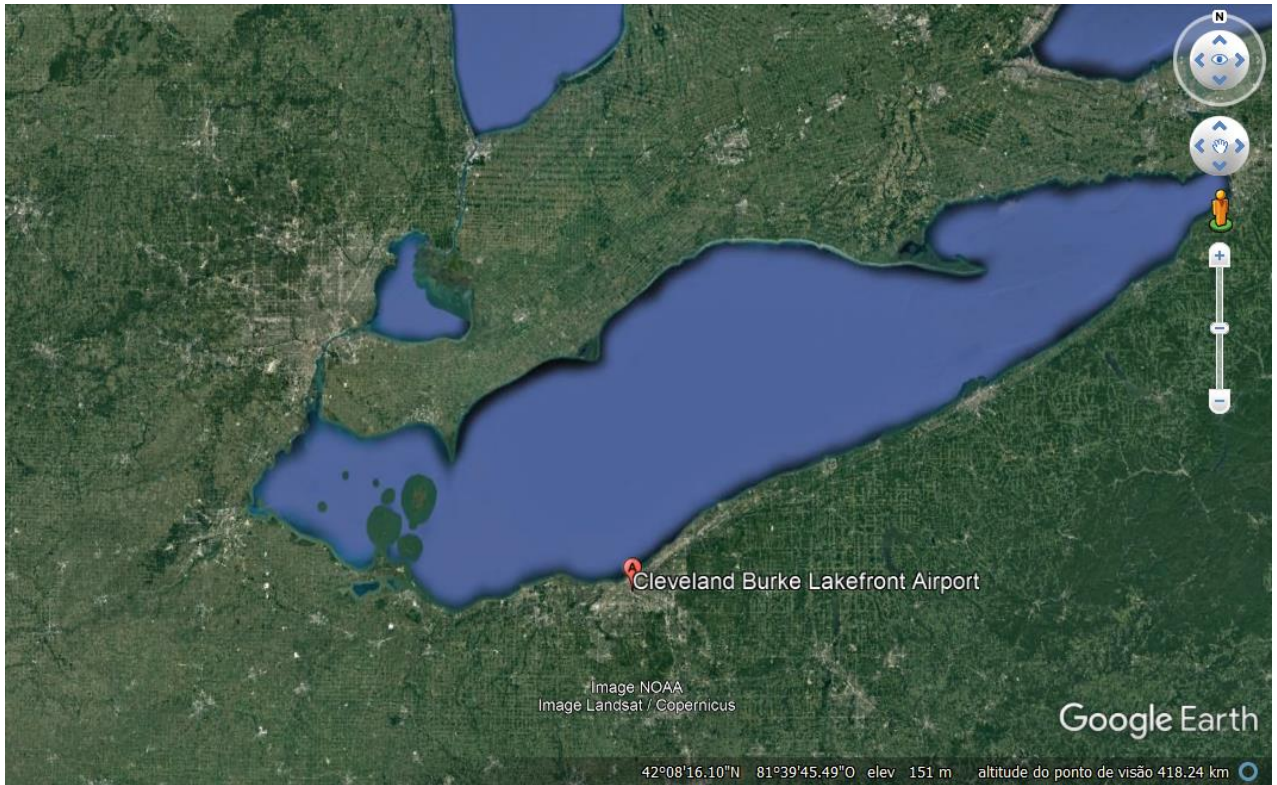 N
A
Cleveland Burke Lakefront Airport
Image NOAA
Image Landsat / Copernicus
Google Earth
42°08'16.10"N 81°39'45.49"O elev 151 m altitude do ponto de visão 418.24 km